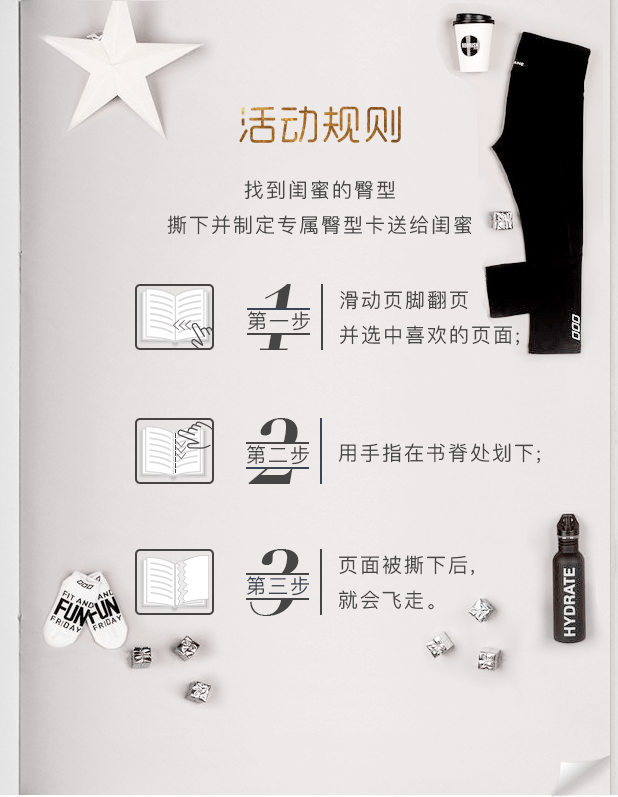 活动规则
找到闺蜜的臀型
撕下并制定专属臀型卡送给闺蜜
1
第一步
滑动页脚翻页
并选中喜欢的页面;
2
第二步
用手指在书脊处划下;
3
第三步
页面被撕下后,
就会飞走。
HYDRATE
FIT AND
FUN
FRIDAY
AND
FUN
FRIDAY